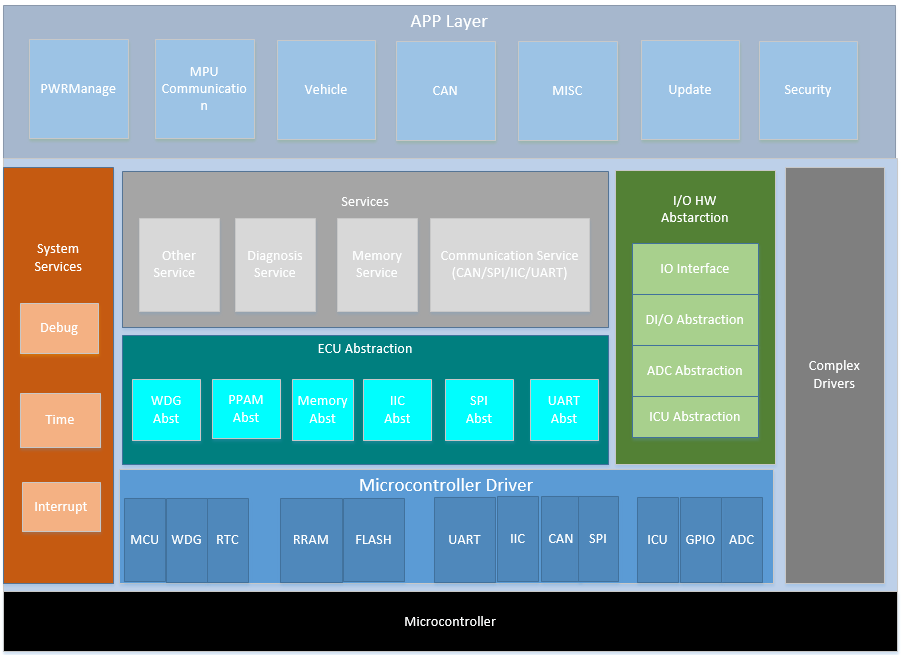 APP Layer
PWRManage
MPU
Communicatio
n
Vehicle
CAN
MISC
Update
Security
System
Services
Debug
Time
Interrupt
Services
Other
Service
Diagnosis
Service
Memory
Service
Communication Service
(CAN/SPI/IIC/UART)
ECU Abstraction
WDG
Abst
PPAM
Abst
Memory
Abst
IIC
Abst
SPI
Abst
UART
Abst
I/O HW
Abstarction
IO Interface
DI/O Abstraction
ADC Abstraction
ICU Abstraction
Complex
Drivers
Microcontroller Driver
MCU
WDG
RTC
RRAM
FLASH
UART
IIC
CAN
SPI
ICU
GPIO
ADC
Microcontroller